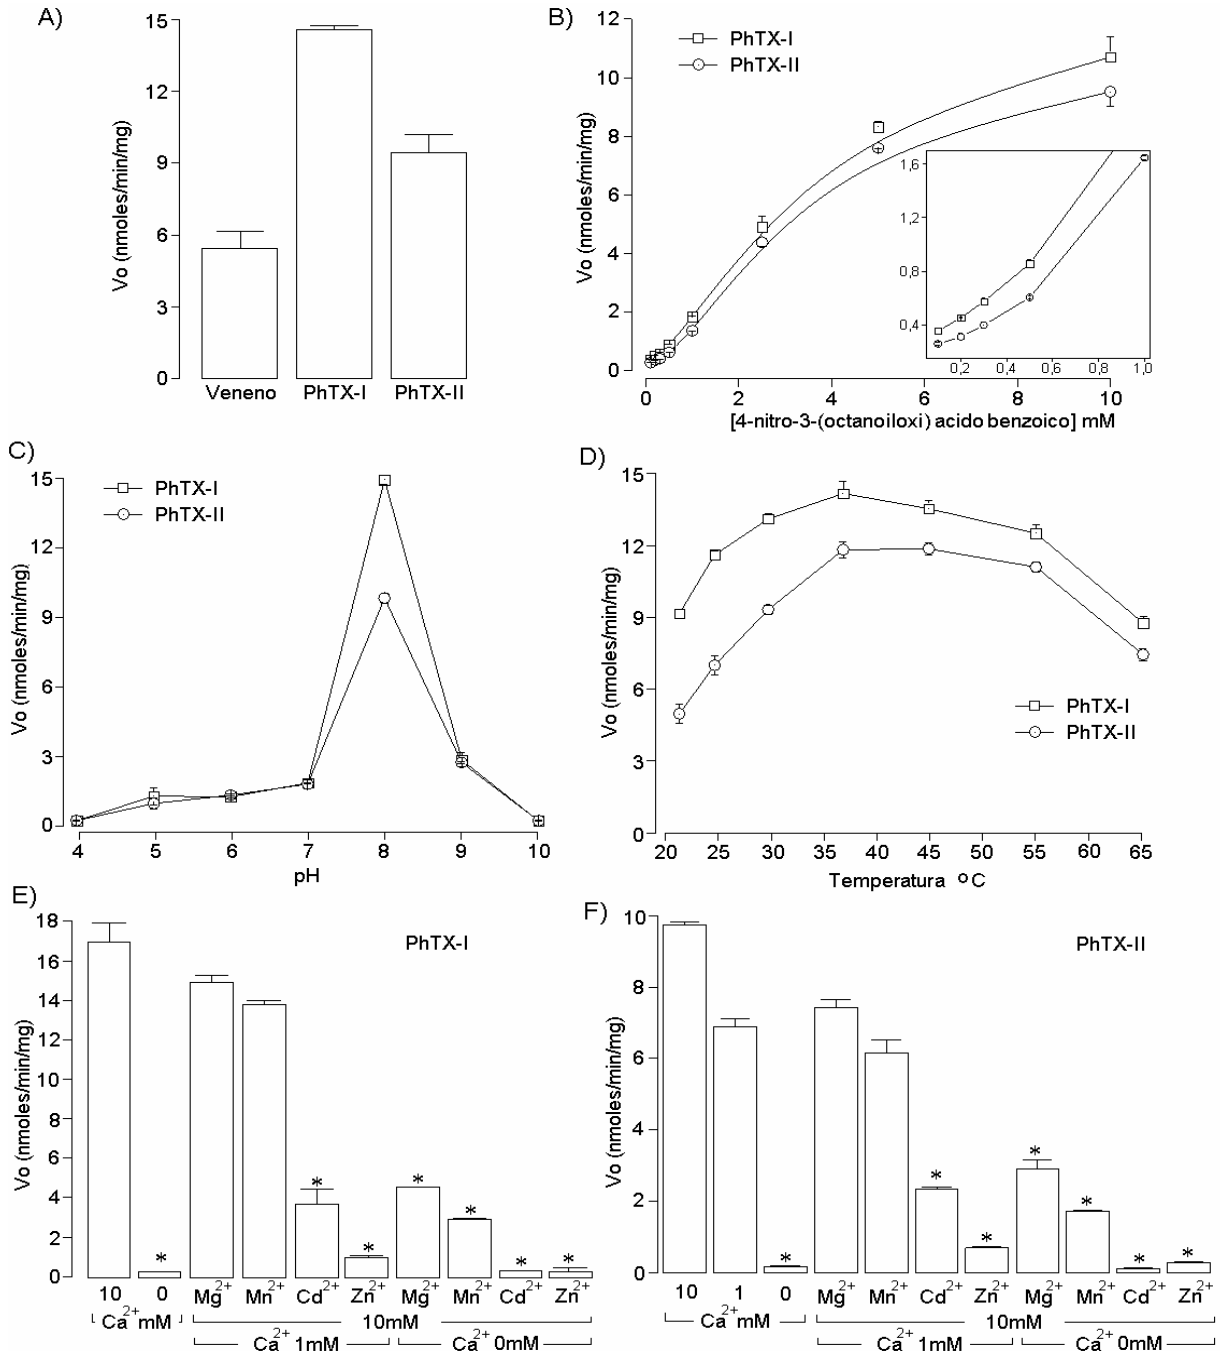 A)
Vo (nmoles/min/mg)
15
12
9
6
3
0
Veneno PhTX-I PhTX-II
B)
PhTX-I
PhTX-II
Vo (nmoles/min/mg)
12
10
8
6
4
2
0
1,6
1,2
0,8
0,4
0,2 0,4 0,6 0,8 1,0
0 2 4 6 8 10
[4-nitro-3-(octanoiloxi) acido benzoico] mM
C)
PhTX-I
PhTX-II
Vo (nmoles/min/mg)
15
12
9
6
3
0
4 5 6 7 8 9 10
pH
D)
Vo (nmoles/min/mg)
15
12
9
6
3
0
PhTX-I
PhTX-II
20 25 30 35 40 45 50 55 60 65
Temperatura ºC
E)
PhTX-I
Vo (nmoles/min/mg)
18
16
14
12
10
8
6
4
2
0
* * * * * * *
10 0 Mg2+ Mn2+ Cd2+ Zn2+ Mg2+ Mn2+ Cd2+ Zn2+
Ca2+ mM 10mM
Ca2+ 1mM Ca2+ 0mM
F)
PhTX-II
Vo (nmoles/min/mg)
10
8
6
4
2
0
* * * * * * *
10 1 0 Mg2+ Mn2+ Cd2+ Zn2+ Mg2+ Mn2+ Cd2+ Zn2+
Ca2+ mM 10mM
Ca2+ 1mM Ca2+ 0mM